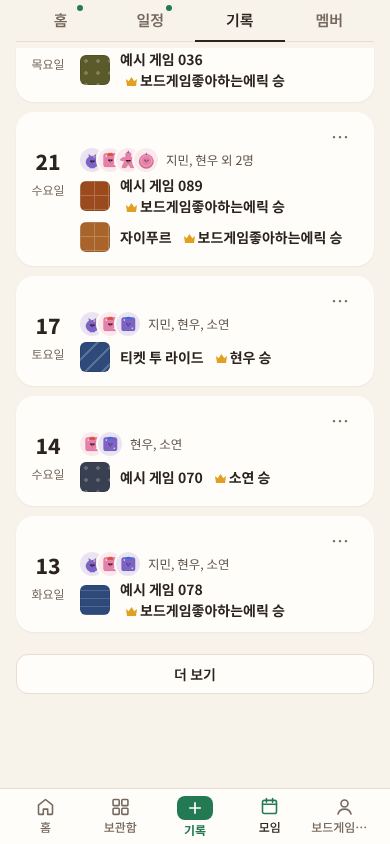 홈 일정 기록 멤버
목요일 예시 게임 036
보드게임좋아하는에릭 승
...
21 지민, 현우 외 2명
수요일 예시 게임 089
보드게임좋아하는에릭 승
자이푸르 보드게임좋아하는에릭 승
...
17 지민, 현우, 소연
토요일 티켓 투 라이드 현우 승
...
14 현우, 소연
수요일 예시 게임 070 소연 승
...
13 지민, 현우, 소연
화요일 예시 게임 078
보드게임좋아하는에릭 승
더 보기
홈 보관함 기록 모임 보드게임…